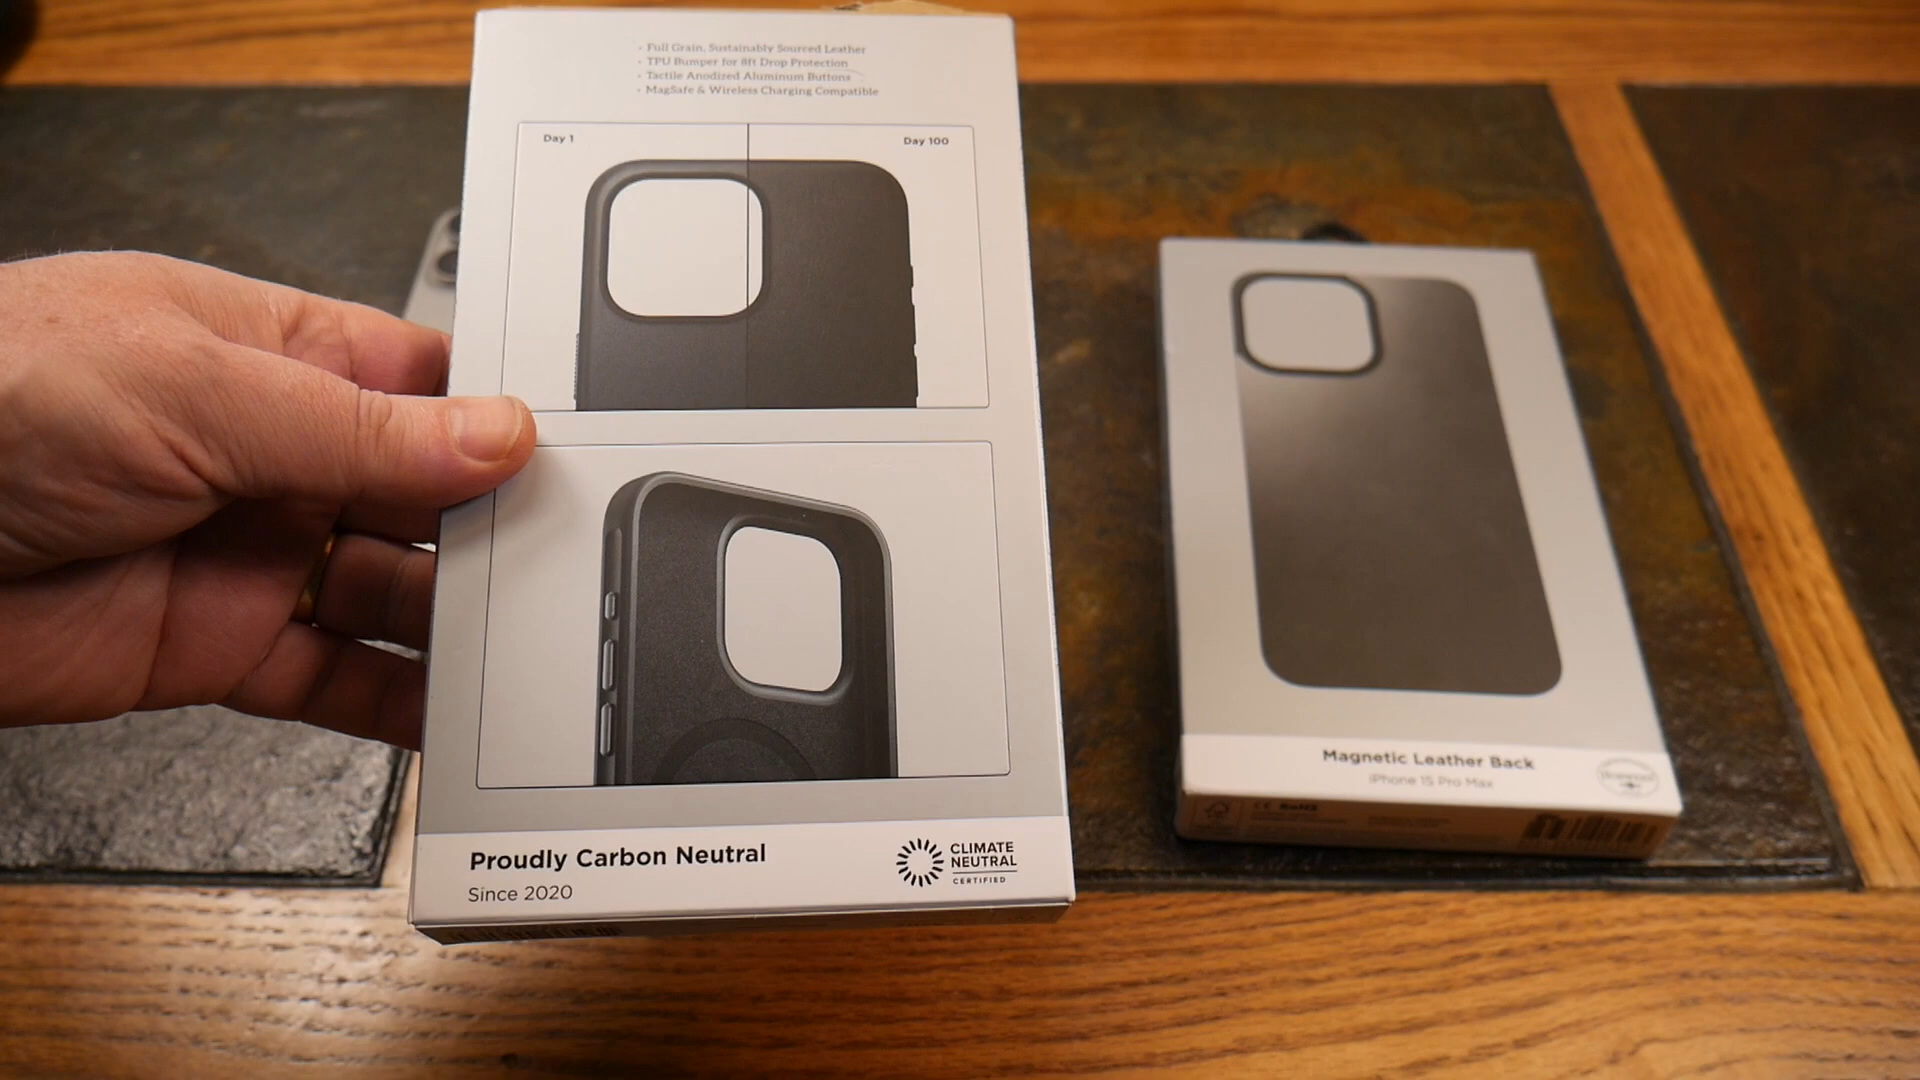 · Full Grain, Sustainably Sourced Leather
· TPU Bumper for 8ft Drop Protection
· Tactile Anodized Aluminum Buttons
· MagSafe & Wireless Charging Compatible
Day 1
Day 100
Proudly Carbon Neutral
Since 2020
CLIMATE
NEUTRAL
CERTIFIED
Magnetic Leather Back
iPhone 15 Pro Max
CE RoHS